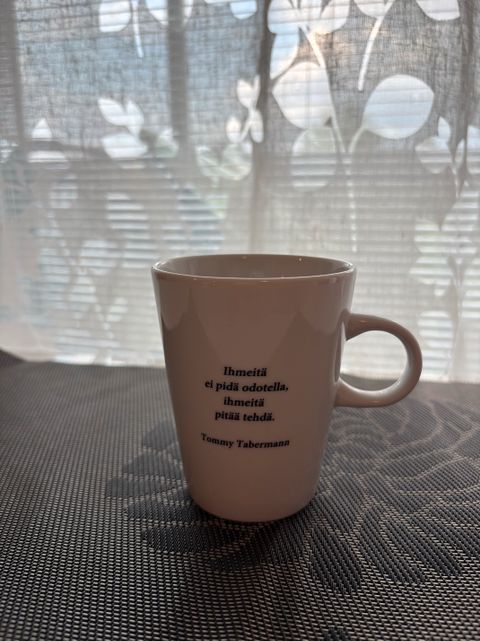 Ihmeitä
ei pidä odotella,
ihmeitä
pitää tehdä.
Tommy Tabermann